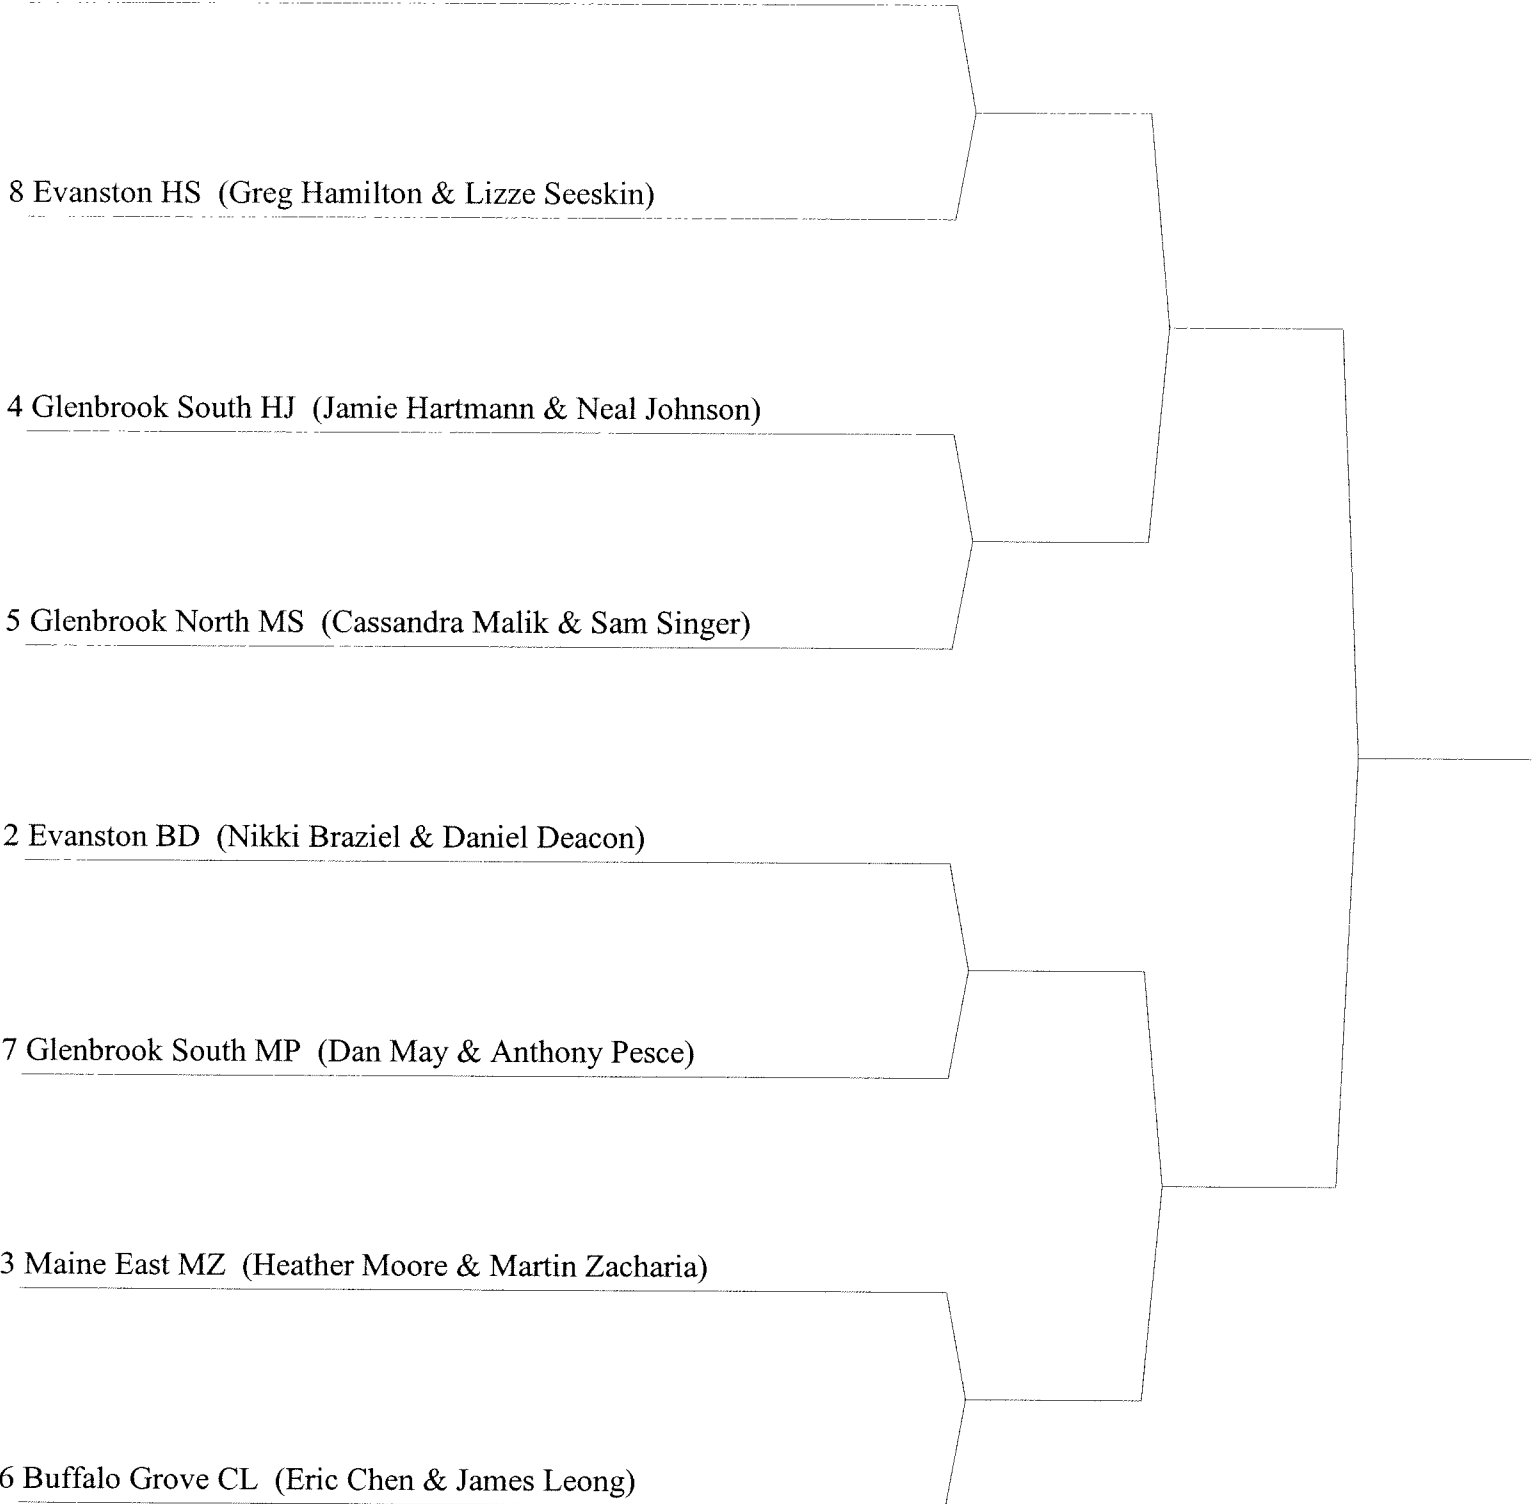 8 Evanston HS (Greg Hamilton & Lizze Seeskin)
4 Glenbrook South HJ (Jamie Hartmann & Neal Johnson)
5 Glenbrook North MS (Cassandra Malik & Sam Singer)
2 Evanston BD (Nikki Braziel & Daniel Deacon)
7 Glenbrook South MP (Dan May & Anthony Pesce)
3 Maine East MZ (Heather Moore & Martin Zacharia)
6 Buffalo Grove CL (Eric Chen & James Leong)